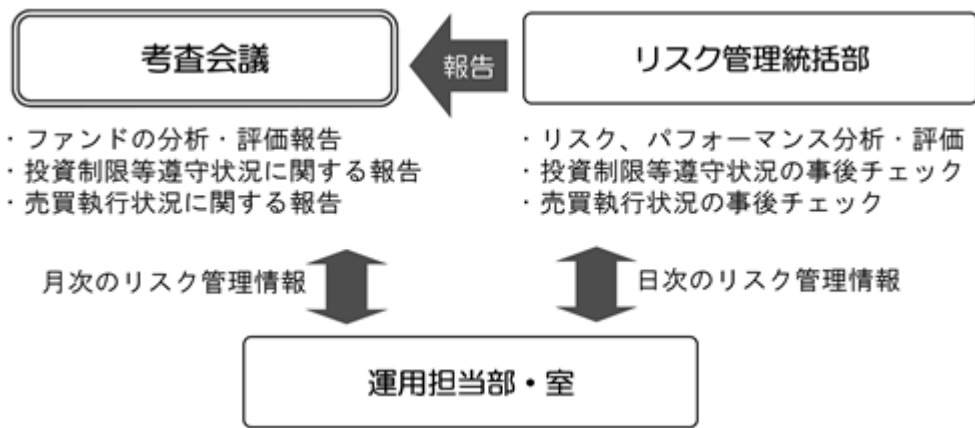 考査会議
報告
リスク管理統括部
・ファンドの分析・評価報告
・投資制限等遵守状況に関する報告
・売買執行状況に関する報告
・リスク、パフォーマンス分析・評価
・投資制限等遵守状況の事後チェック
・売買執行状況の事後チェック
月次のリスク管理情報
日次のリスク管理情報
運用担当部・室